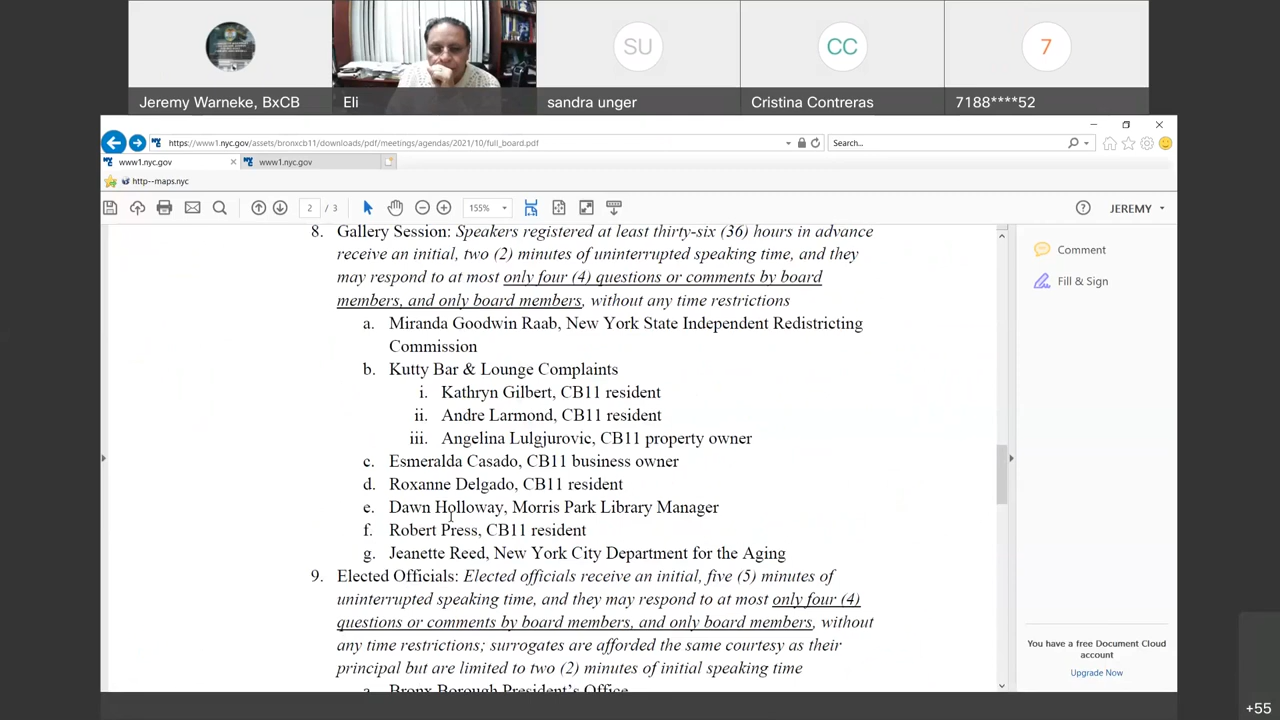 SU
CC
7
Jeremy Warneke, BxCB
Eli
sandra unger
Cristina Contreras
7188****52
https://www1.nyc.gov/assets/bronxcb11/downloads/pdf/meetings/agendas/2021/10/full_board.pdf
Search...
www1.nyc.gov
www1.nyc.gov
http--maps.nyc
2 / 3
155%
JEREMY
8. Gallery Session: Speakers registered at least thirty-six (36) hours in advance
receive an initial, two (2) minutes of uninterrupted speaking time, and they
may respond to at most only four (4) questions or comments by board
members, and only board members, without any time restrictions
a. Miranda Goodwin Raab, New York State Independent Redistricting
Commission
b. Kutty Bar & Lounge Complaints
i. Kathryn Gilbert, CB11 resident
ii. Andre Larmond, CB11 resident
iii. Angelina Lulgjurovic, CB11 property owner
c. Esmeralda Casado, CB11 business owner
d. Roxanne Delgado, CB11 resident
e. Dawn Holloway, Morris Park Library Manager
f. Robert Press, CB11 resident
g. Jeanette Reed, New York City Department for the Aging
9. Elected Officials: Elected officials receive an initial, five (5) minutes of
uninterrupted speaking time, and they may respond to at most only four (4)
questions or comments by board members, and only board members, without
any time restrictions; surrogates are afforded the same courtesy as their
principal but are limited to two (2) minutes of initial speaking time
a. Bronx Borough President's Office
Comment
Fill & Sign
You have a free Document Cloud
account
Upgrade Now
+55